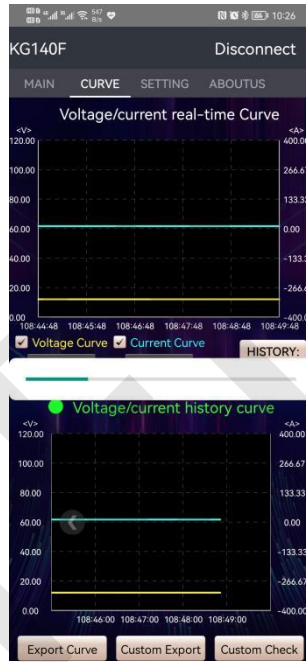 547
B/s
86
10:26
KG140F Disconnect
MAIN CURVE SETTING ABOUTUS
Voltage/current real-time Curve
<V> <A>
120.00 400.00
100.00 266.67
80.00 133.33
60.00 0.00
40.00 -133.3
20.00 -266.6
0.00 -400.0
108:44:48 108:45:48 108:46:48 108:47:48 108:48:48 108:49:48
Voltage Curve Current Curve
HISTORY:
Voltage/current history curve
<V> <A>
120.00 400.00
100.00 266.67
80.00 133.33
60.00 0.00
40.00 -133.33
20.00 -266.67
0.00 -400.00
108:46:00 108:47:00 108:48:00 108:49:00
Export Curve Custom Export Custom Check